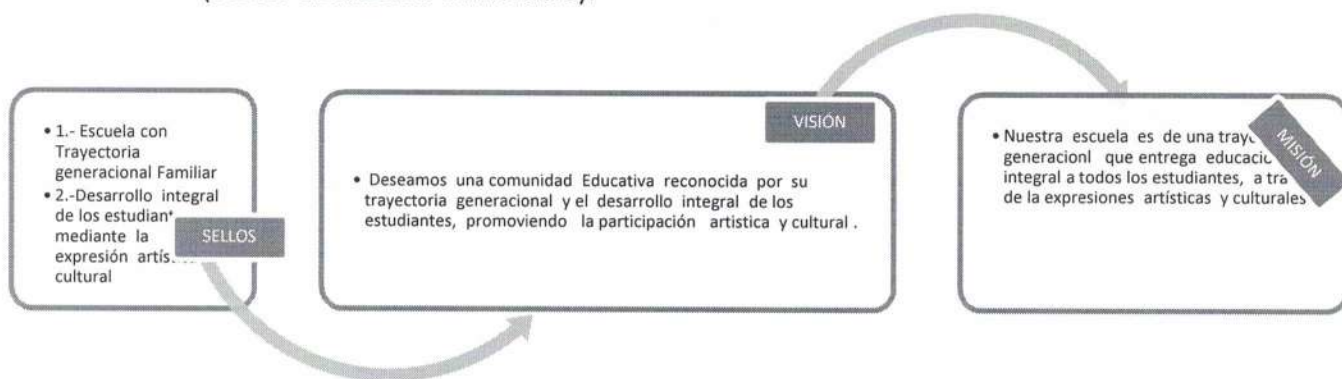 • 1.- Escuela con
Trayectoria
generacional Familiar
• 2.-Desarrollo integral
de los
mediante la
expresión
cultural
SELLOS
VISIÓN
• Deseamos una comunidad Educativa reconocida por su
trayectoria generacional y el desarrollo integral de los
estudiantes, promoviendo la participación artistica y cultural .
MISIÓN
• Nuestra escuela es de una
generacionl que entrega
integral a todos los estudiantes, a
de la expresiones artísticas y culturales